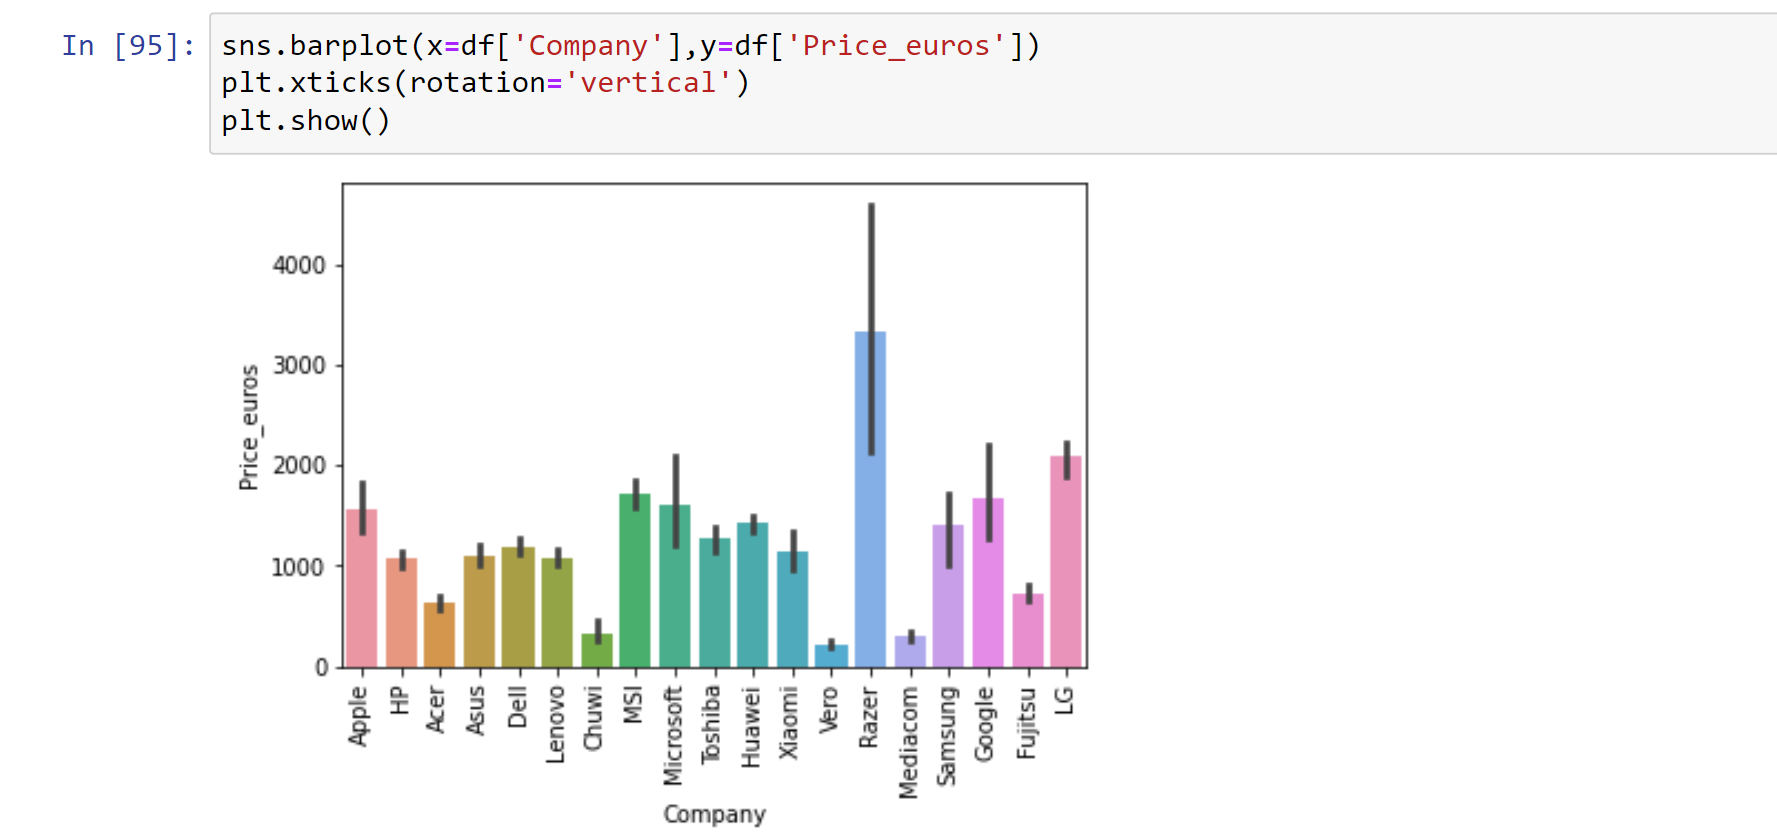 In [95]: sns.barplot(x=df['Company'],y=df['Price_euros'])
plt.xticks(rotation='vertical')
plt.show()
4000
3000
2000
1000
0
Price_euros
Apple
HP
Acer
Asus
Dell
Lenovo
Chuwi
MSI
Microsoft
Toshiba
Huawei
Xiaomi
Vero
Razer
Mediacom
Samsung
Google
Fujitsu
LG
Company